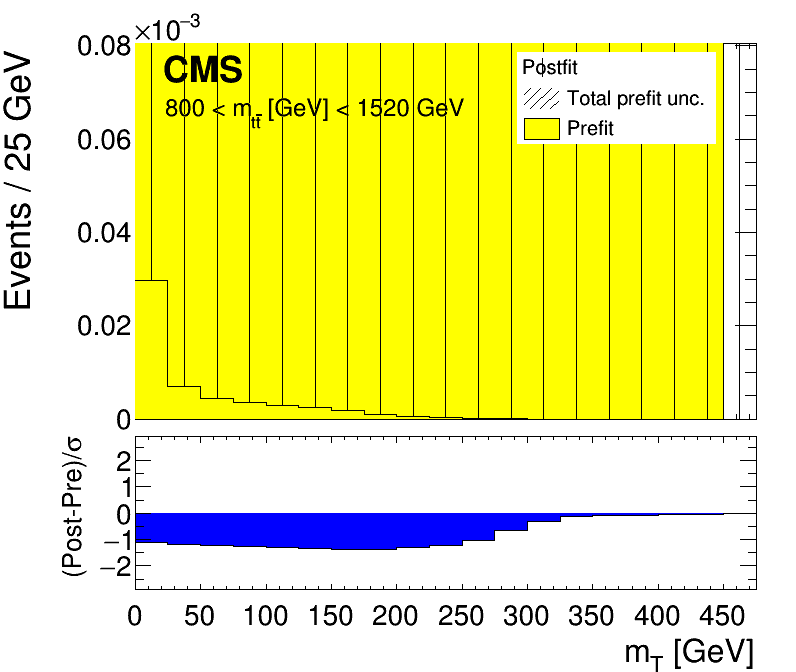 ×10⁻³
Events / 25 GeV
0.08
0.06
0.04
0.02
0
CMS
800 < m_tt̄ [GeV] < 1520 GeV
Postfit
Total prefit unc.
Prefit
(Post-Pre)/σ
2
1
0
−1
−2
0 50 100 150 200 250 300 350 400 450
m_T [GeV]